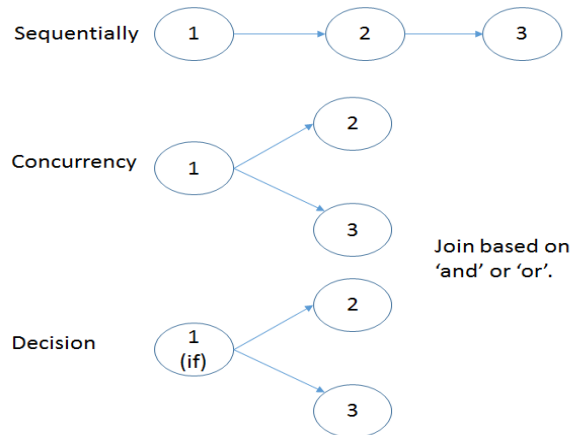 Sequentially 1 2 3
2
Concurrency 1
3
Join based on
‘and’ or ‘or’.
2
Decision 1
(if)
3